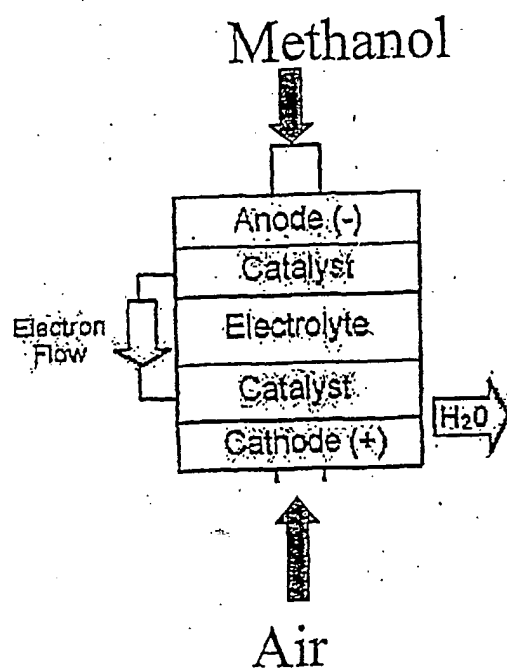 Methanol
Anode (-)
Catalyst
Electron
Flow
Electrolyte
Catalyst
Cathode (+)
H₂O
Air